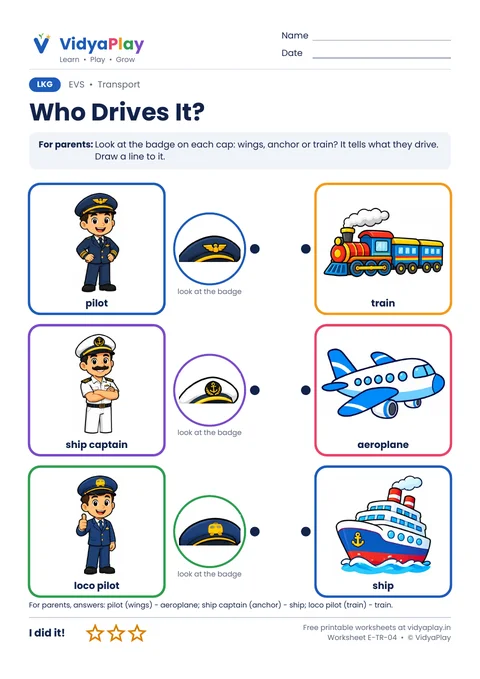 VidyaPlay
Learn • Play • Grow
Name
Date
LKG EVS • Transport
Who Drives It?
For parents: Look at the badge on each cap: wings, anchor or train? It tells what they drive.
Draw a line to it.
pilot
look at the badge
train
ship captain
look at the badge
aeroplane
loco pilot
look at the badge
ship
For parents, answers: pilot (wings) - aeroplane; ship captain (anchor) - ship; loco pilot (train) - train.
I did it!
Free printable worksheets at vidyaplay.in
Worksheet E-TR-04 • © VidyaPlay